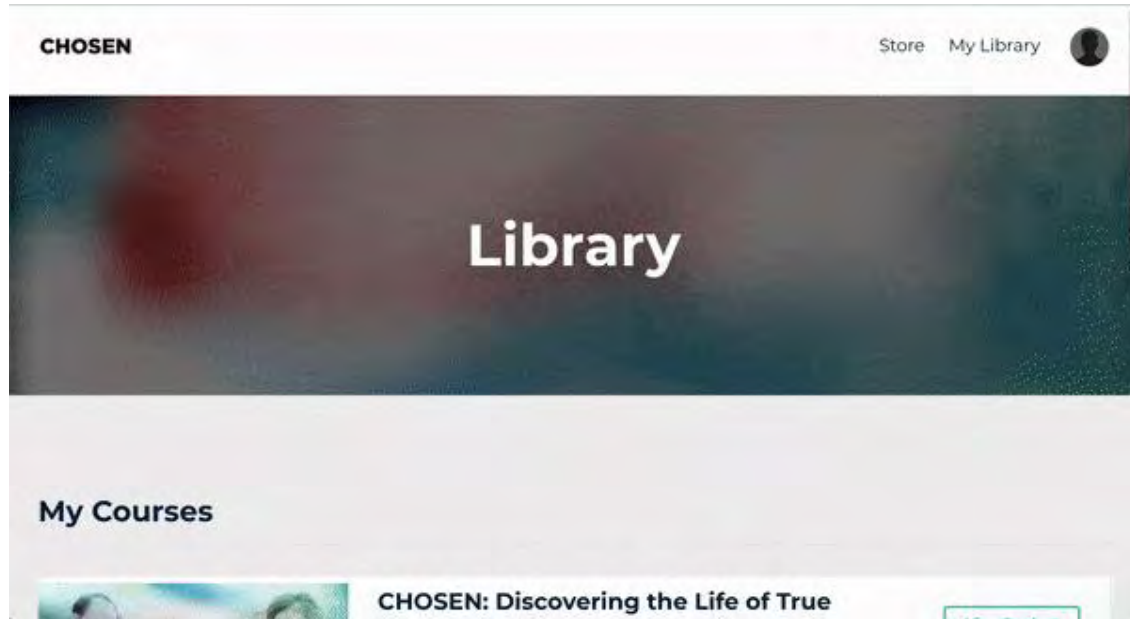 CHOSEN
Store My Library
Library
My Courses
CHOSEN: Discovering the Life of True